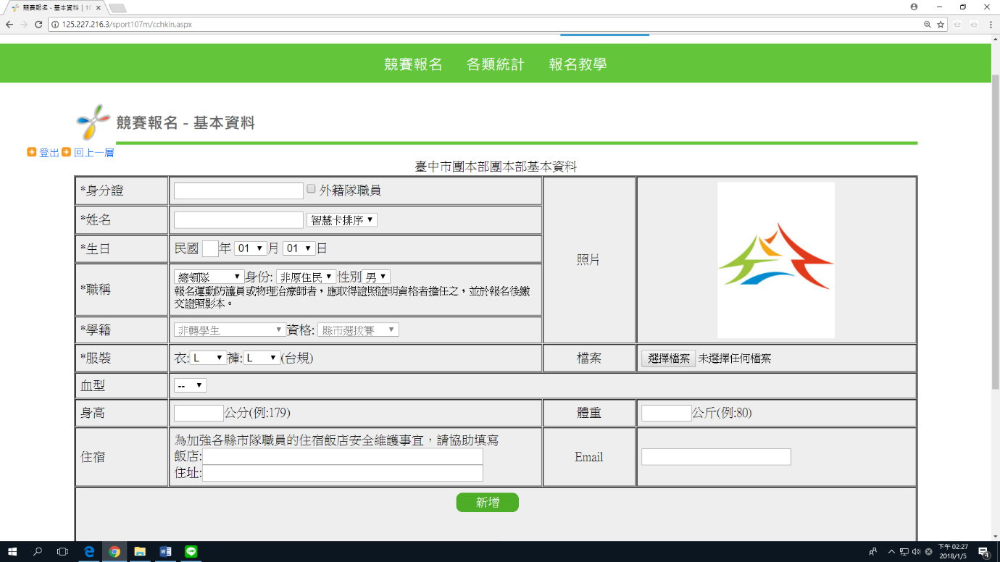 競賽報名 - 基本資料 | 10
125.227.216.3/sport107m/cchkin.aspx
競賽報名 各類統計 報名教學
競賽報名 - 基本資料
登出 回上一層
臺中市團本部團本部基本資料
*身分證 外籍隊職員
*姓名 智慧卡排序
*生日 民國 年 01 月 01 日
照片
*職稱 總領隊 身份: 非原住民 性別 男
報名運動防護員或物理治療師者，應取得證照證明資格者擔任之，並於報名後繳
交證照影本。
*學籍 非轉學生 資格: 縣市選拔賽
*服裝 衣: L 褲: L (台規) 檔案 選擇檔案 未選擇任何檔案
血型 --
身高 公分(例:179) 體重 公斤(例:80)
住宿 為加強各縣市隊職員的住宿飯店安全維護事宜，請協助填寫
飯店:
住址:
Email
新增
下午 02:27
2018/1/5
4